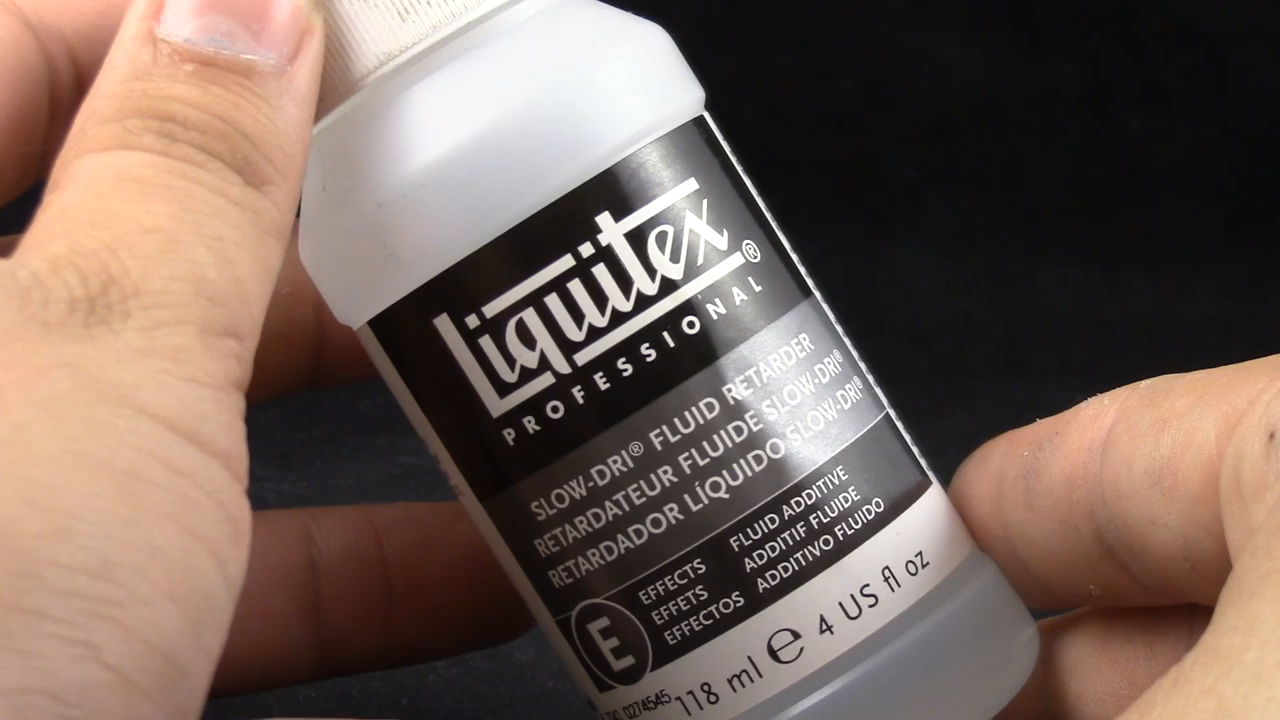 Liquitex®
PROFESSIONAL
SLOW-DRI® FLUID RETARDER
RETARDATEUR FLUIDE SLOW-DRI®
RETARDADOR LÍQUIDO SLOW-DRI®
E
EFFECTS
EFFETS
EFFECTOS
FLUID ADDITIVE
ADDITIF FLUIDE
ADDITIVO FLUIDO
0274545
118 ml ℮ 4 US fl oz